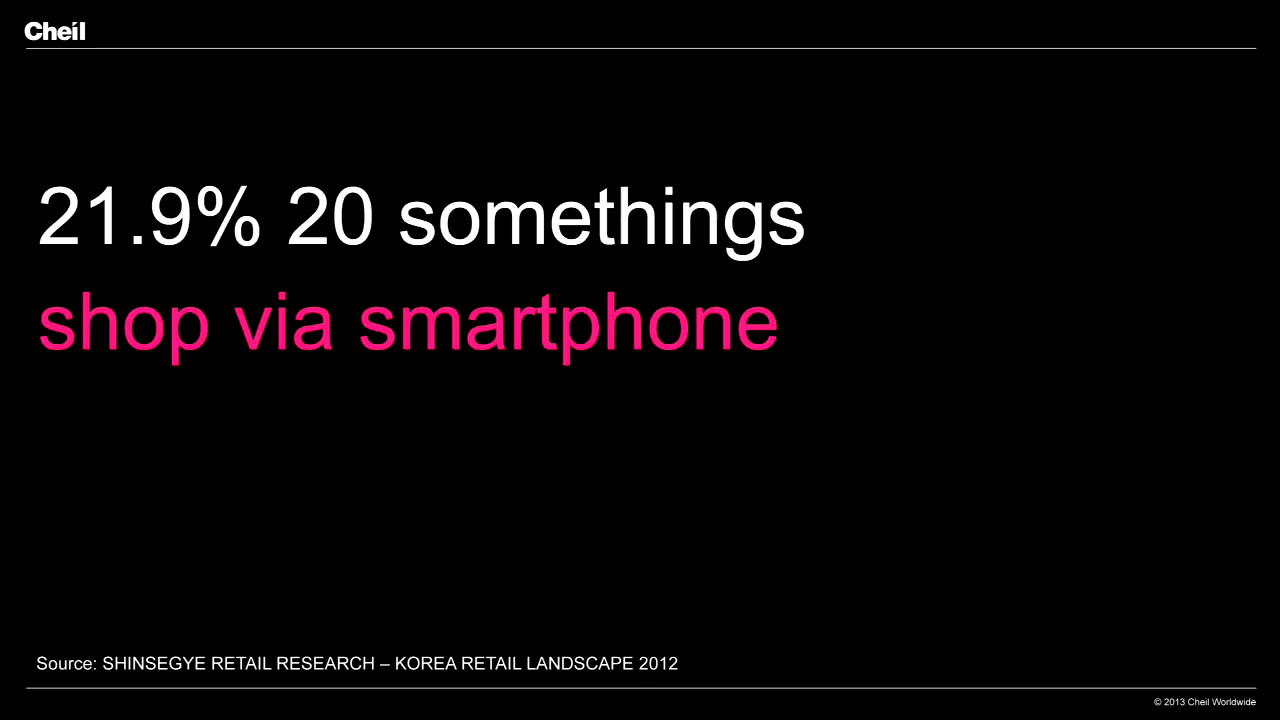 Cheil
21.9% 20 somethings
shop via smartphone
Source: SHINSEGYE RETAIL RESEARCH – KOREA RETAIL LANDSCAPE 2012
© 2013 Cheil Worldwide